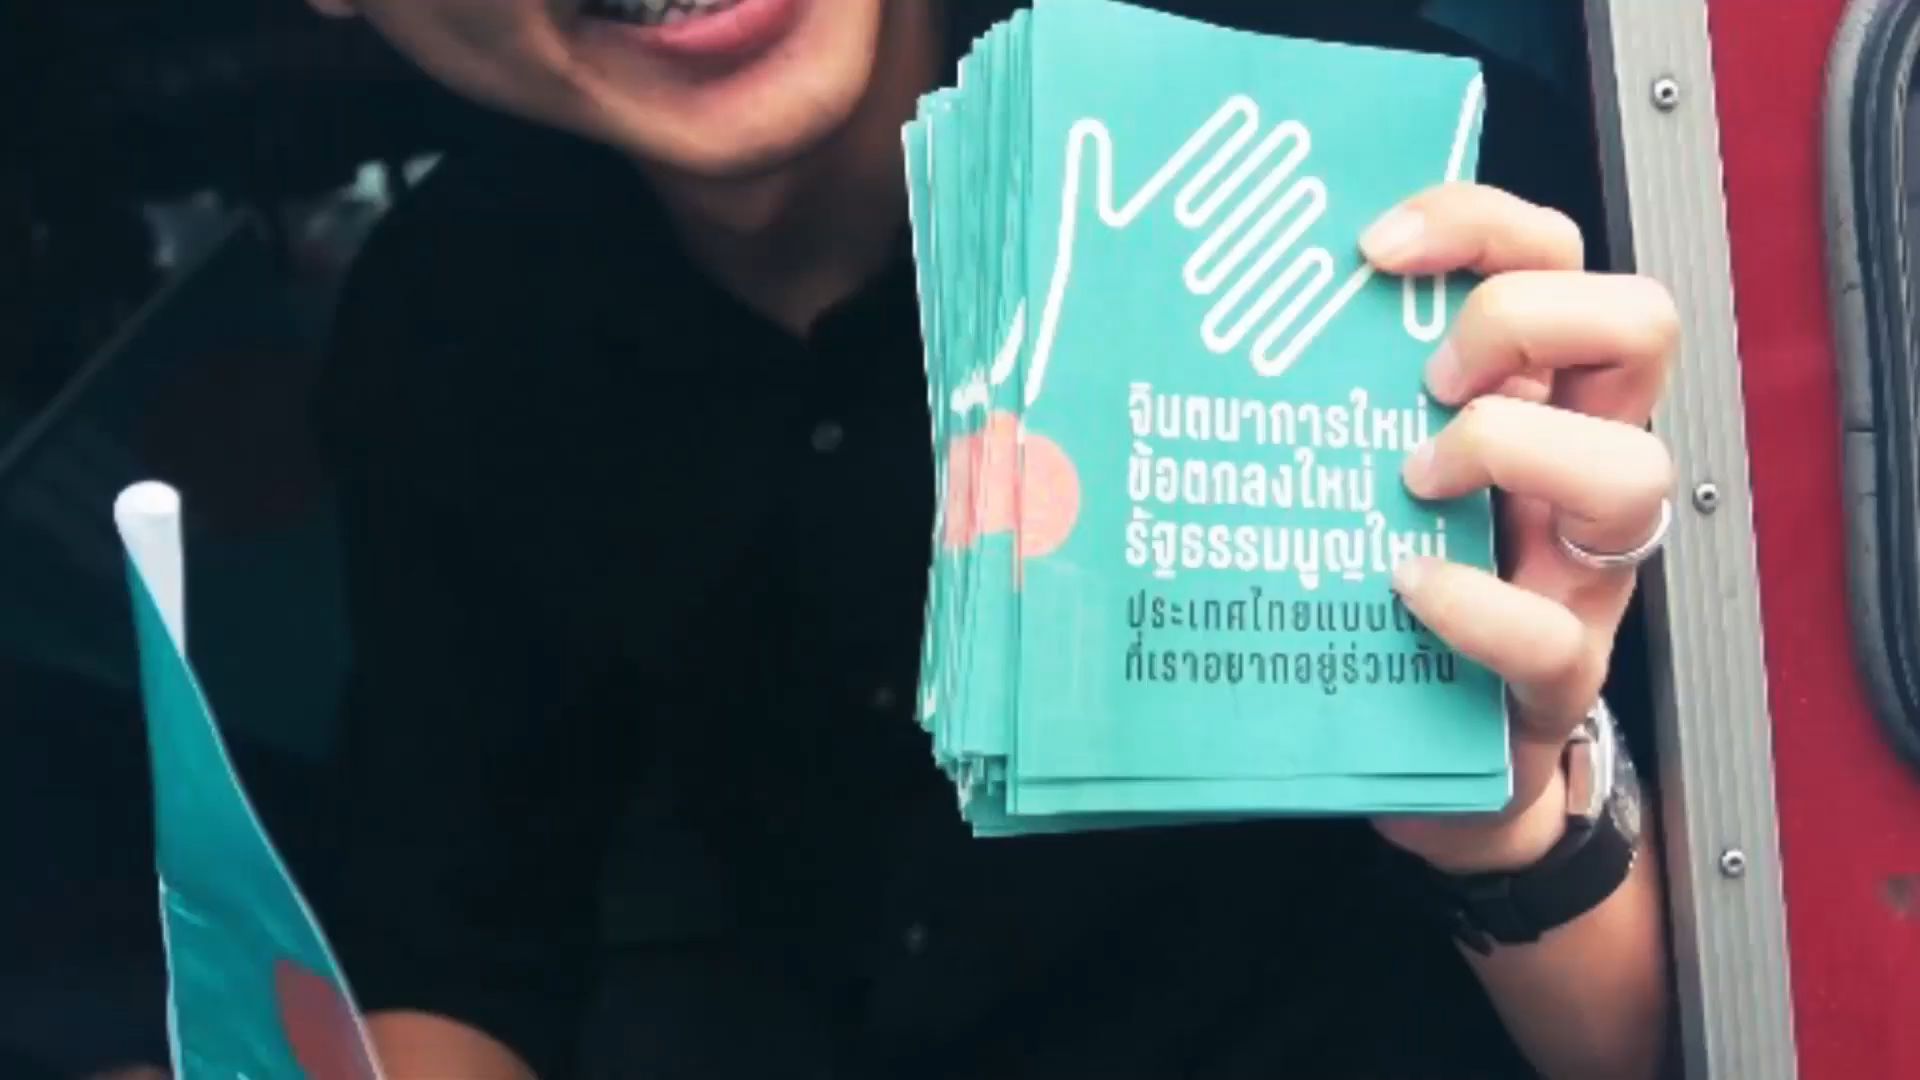 จินตนาการใหม่
ข้อตกลงใหม่
รัฐธรรมนูญใหม่
ประเทศไทยแบบ
ที่เราอยากอยู่ร่วมกัน